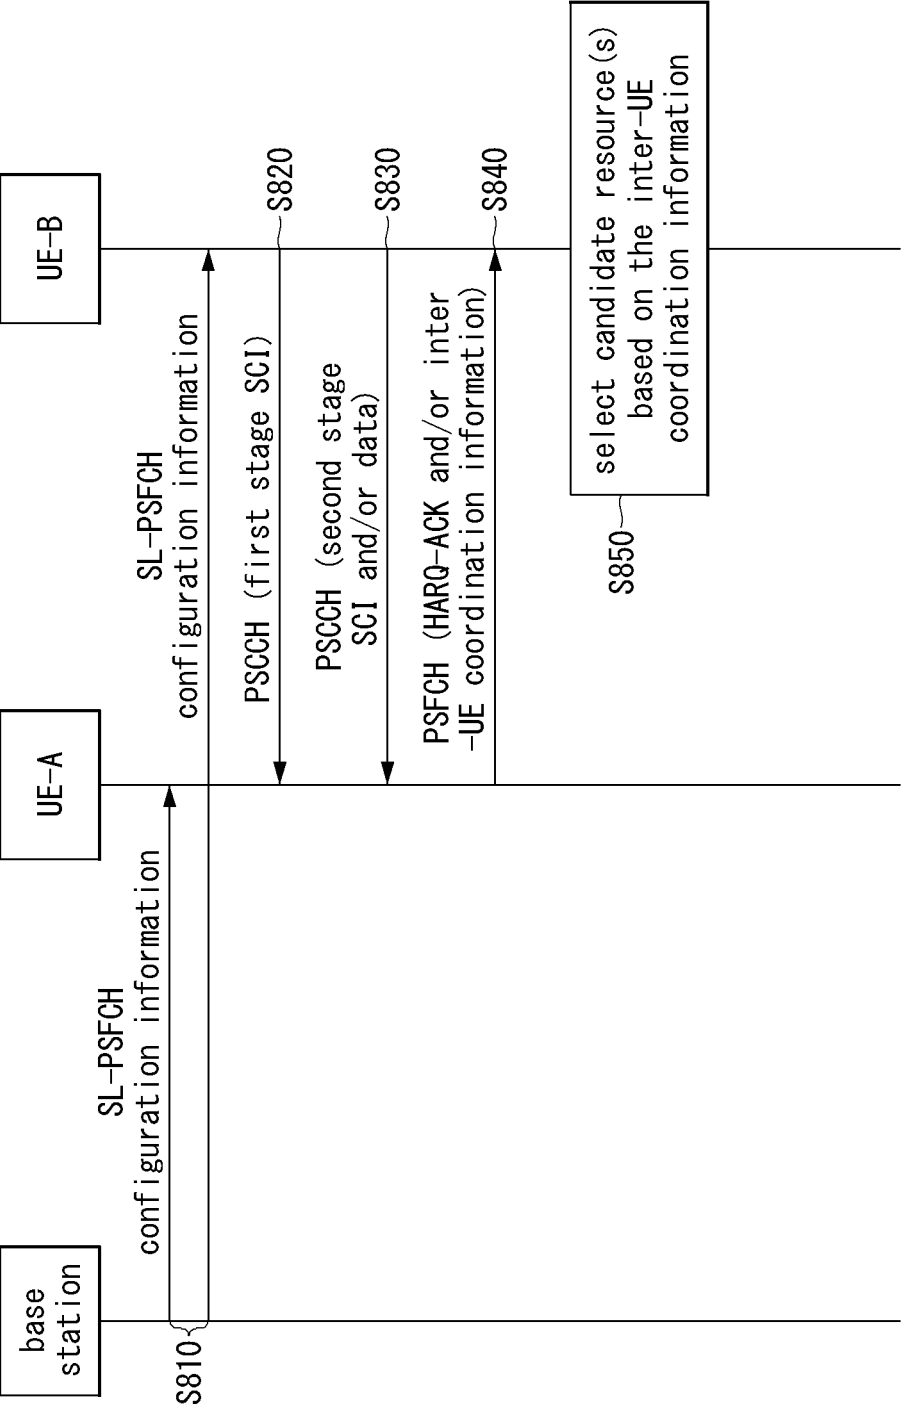 base
station
UE-A
UE-B
S810
SL-PSFCH
configuration information
SL-PSFCH
configuration information
PSCCH (first stage SCI)
S820
PSCCH (second stage
SCI and/or data)
S830
PSFCH (HARQ-ACK and/or inter
-UE coordination information)
S840
S850
select candidate resource(s)
based on the inter-UE
coordination information